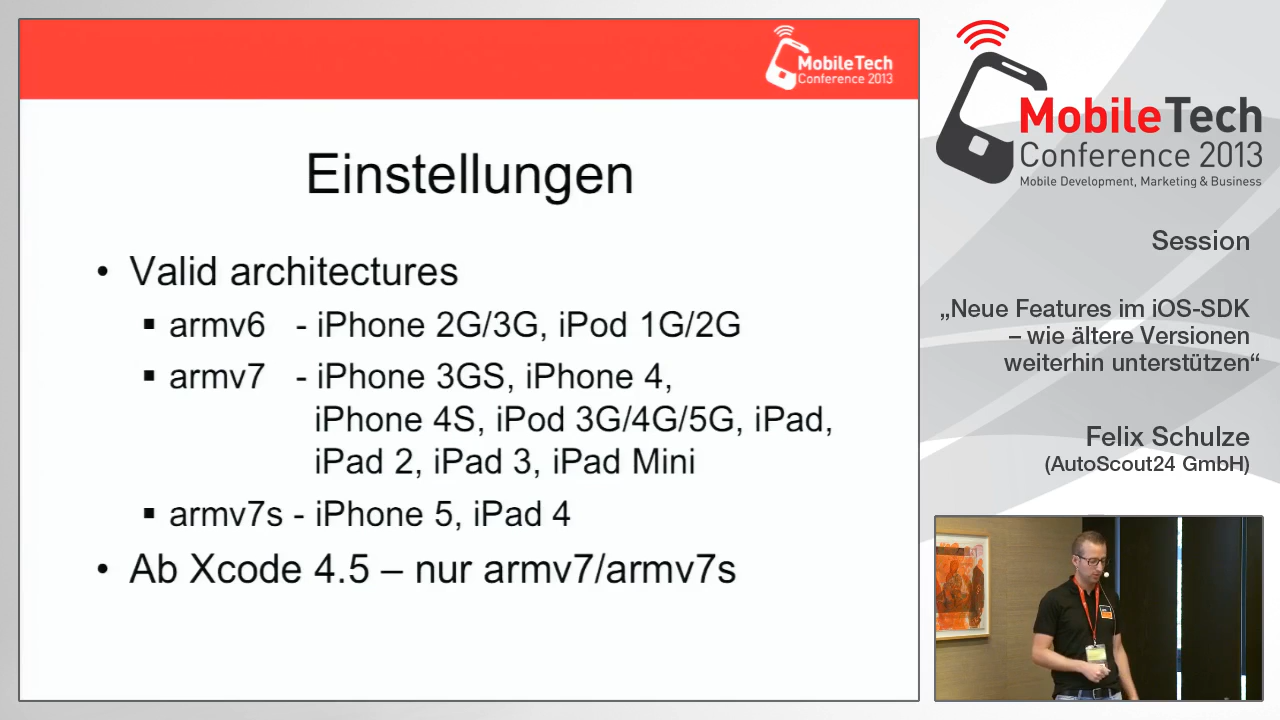 MobileTech
Conference 2013
Einstellungen
• Valid architectures
▪ armv6 - iPhone 2G/3G, iPod 1G/2G
▪ armv7 - iPhone 3GS, iPhone 4,
iPhone 4S, iPod 3G/4G/5G, iPad,
iPad 2, iPad 3, iPad Mini
▪ armv7s - iPhone 5, iPad 4
• Ab Xcode 4.5 – nur armv7/armv7s
MobileTech
Conference 2013
Mobile Development, Marketing & Business
Session
„Neue Features im iOS-SDK
– wie ältere Versionen
weiterhin unterstützen“
Felix Schulze
(AutoScout24 GmbH)